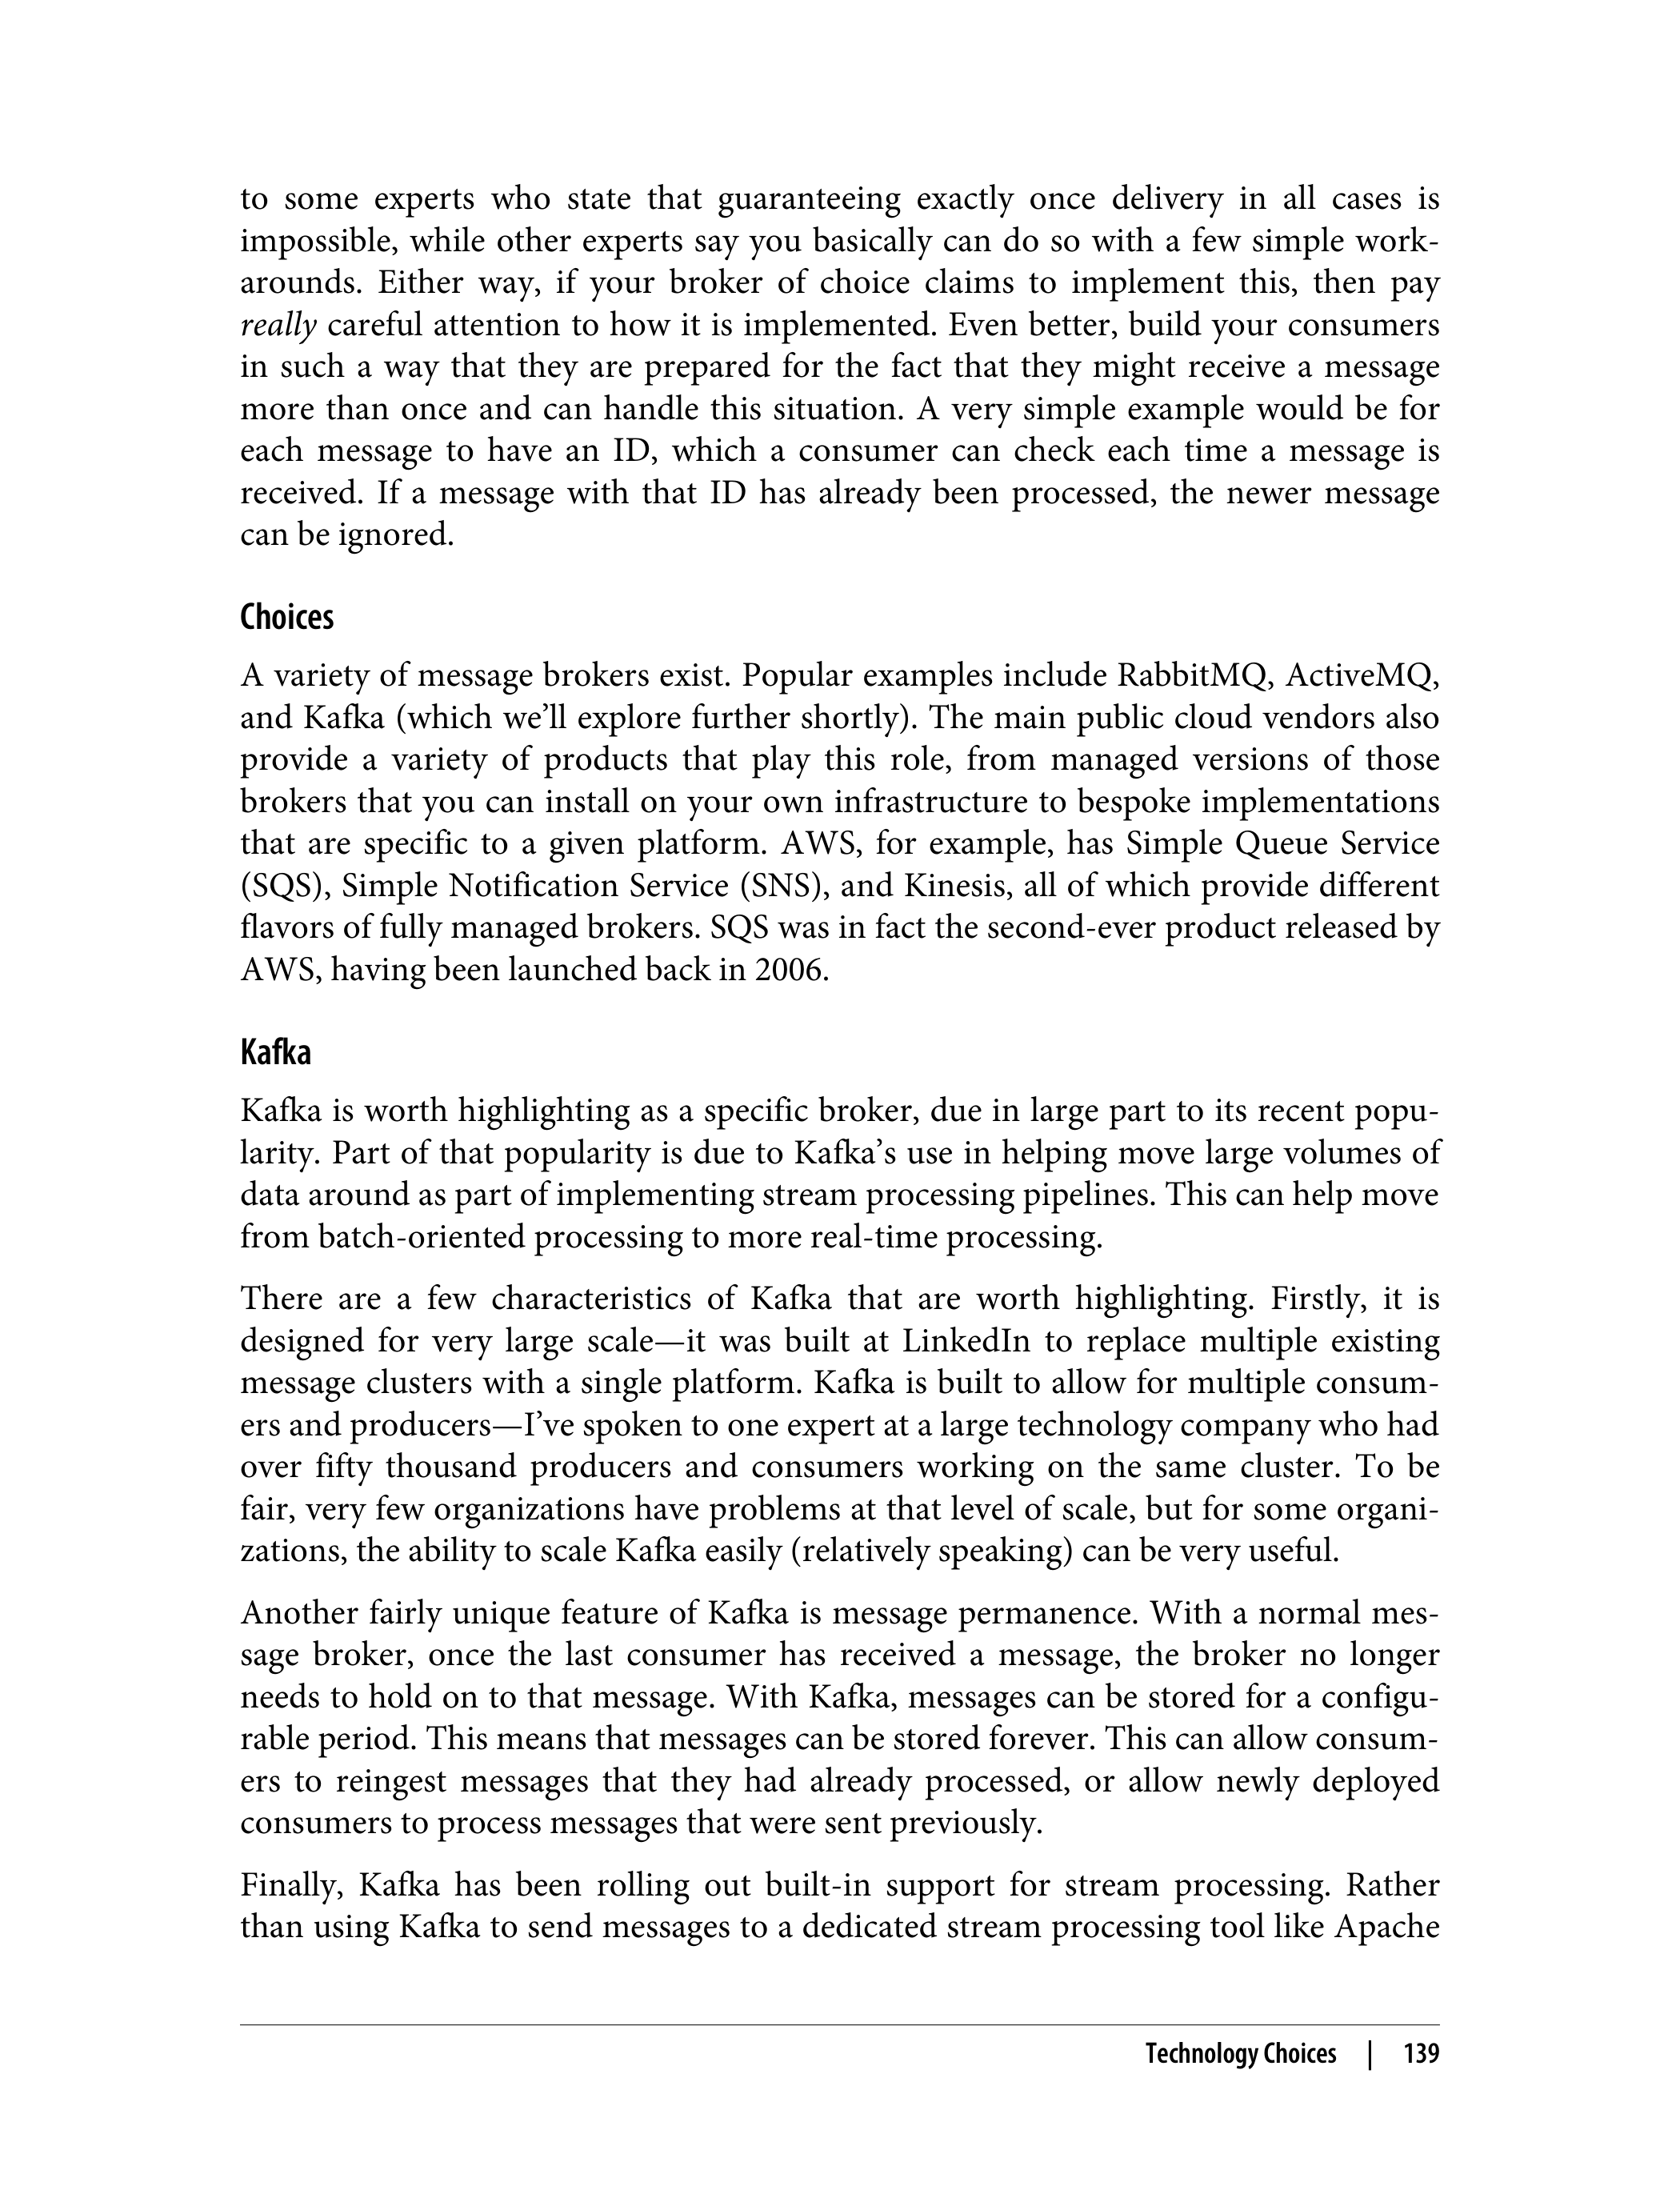 to some experts who state that guaranteeing exactly once delivery in all cases is
impossible, while other experts say you basically can do so with a few simple work-
arounds. Either way, if your broker of choice claims to implement this, then pay
really careful attention to how it is implemented. Even better, build your consumers
in such a way that they are prepared for the fact that they might receive a message
more than once and can handle this situation. A very simple example would be for
each message to have an ID, which a consumer can check each time a message is
received. If a message with that ID has already been processed, the newer message
can be ignored.
Choices
A variety of message brokers exist. Popular examples include RabbitMQ, ActiveMQ,
and Kafka (which we’ll explore further shortly). The main public cloud vendors also
provide a variety of products that play this role, from managed versions of those
brokers that you can install on your own infrastructure to bespoke implementations
that are specific to a given platform. AWS, for example, has Simple Queue Service
(SQS), Simple Notification Service (SNS), and Kinesis, all of which provide different
flavors of fully managed brokers. SQS was in fact the second-ever product released by
AWS, having been launched back in 2006.
Kafka
Kafka is worth highlighting as a specific broker, due in large part to its recent popu-
larity. Part of that popularity is due to Kafka’s use in helping move large volumes of
data around as part of implementing stream processing pipelines. This can help move
from batch-oriented processing to more real-time processing.
There are a few characteristics of Kafka that are worth highlighting. Firstly, it is
designed for very large scale—it was built at LinkedIn to replace multiple existing
message clusters with a single platform. Kafka is built to allow for multiple consum-
ers and producers—I’ve spoken to one expert at a large technology company who had
over fifty thousand producers and consumers working on the same cluster. To be
fair, very few organizations have problems at that level of scale, but for some organi-
zations, the ability to scale Kafka easily (relatively speaking) can be very useful.
Another fairly unique feature of Kafka is message permanence. With a normal mes-
sage broker, once the last consumer has received a message, the broker no longer
needs to hold on to that message. With Kafka, messages can be stored for a configu-
rable period. This means that messages can be stored forever. This can allow consum-
ers to reingest messages that they had already processed, or allow newly deployed
consumers to process messages that were sent previously.
Finally, Kafka has been rolling out built-in support for stream processing. Rather
than using Kafka to send messages to a dedicated stream processing tool like Apache
Technology Choices | 139